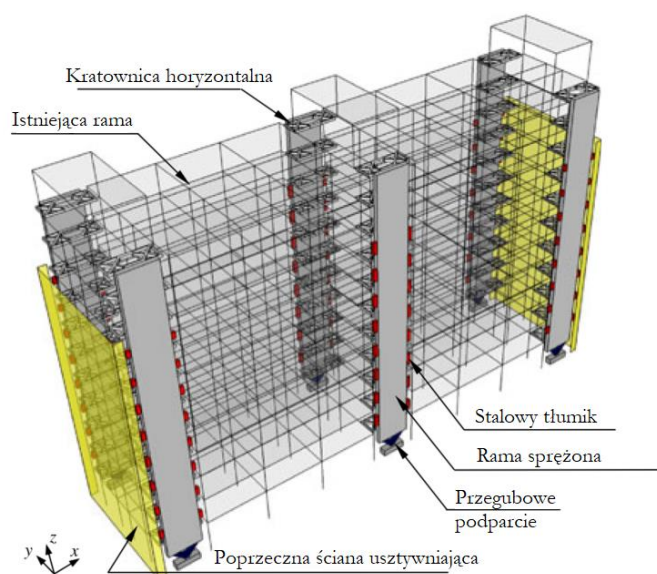 Kratownica horyzontalna
Istniejąca rama
Stalowy tłumik
Rama sprężona
Przegubowe
podparcie
Poprzeczna ściana usztywniająca
y z x